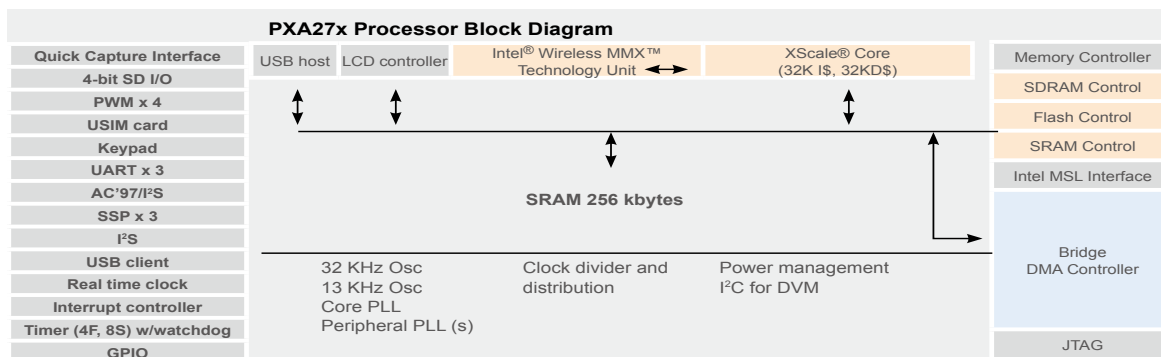 PXA27x Processor Block Diagram
Quick Capture Interface
4-bit SD I/O
PWM x 4
USIM card
Keypad
UART x 3
AC'97/I²S
SSP x 3
I²S
USB client
Real time clock
Interrupt controller
Timer (4F, 8S) w/watchdog
GPIO
USB host
LCD controller
Intel® Wireless MMX™
Technology Unit
XScale® Core
(32K I$, 32KD$)
SRAM 256 kbytes
32 KHz Osc
13 KHz Osc
Core PLL
Peripheral PLL (s)
Clock divider and
distribution
Power management
I²C for DVM
Memory Controller
SDRAM Control
Flash Control
SRAM Control
Intel MSL Interface
Bridge
DMA Controller
JTAG